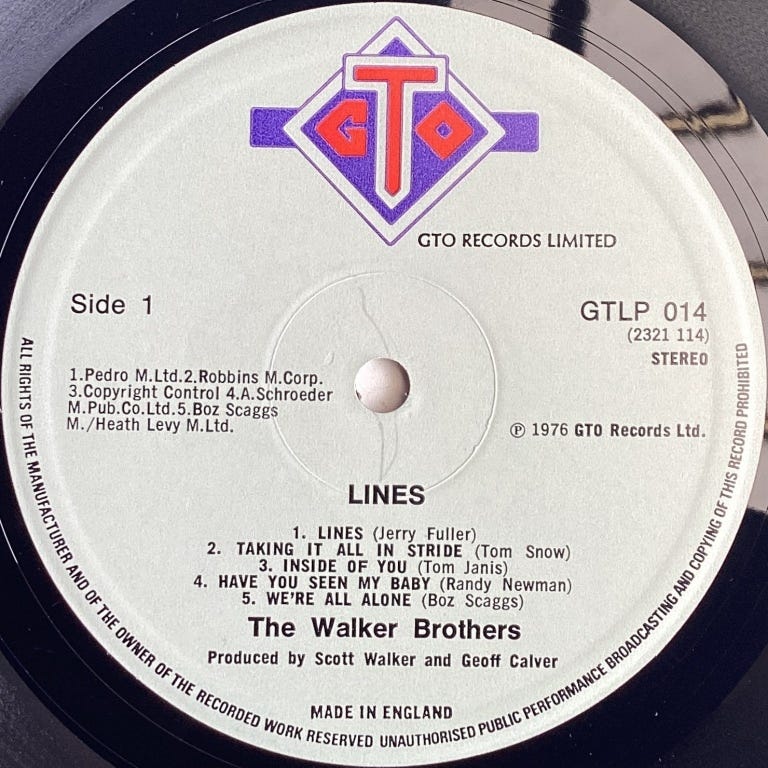 GTO
GTO RECORDS LIMITED
Side 1
GTLP 014
(2321 114)
STEREO
1.Pedro M.Ltd.2.Robbins M.Corp.
3.Copyright Control 4.A.Schroeder
M.Pub.Co.Ltd.5.Boz Scaggs
M./Heath Levy M.Ltd.
℗ 1976 GTO Records Ltd.
LINES
1. LINES (Jerry Fuller)
2. TAKING IT ALL IN STRIDE (Tom Snow)
3. INSIDE OF YOU (Tom Janis)
4. HAVE YOU SEEN MY BABY (Randy Newman)
5. WE'RE ALL ALONE (Boz Scaggs)
The Walker Brothers
Produced by Scott Walker and Geoff Calver
MADE IN ENGLAND
ALL RIGHTS OF THE MANUFACTURER AND OF THE OWNER OF THE RECORDED WORK RESERVED UNAUTHORISED PUBLIC PERFORMANCE BROADCASTING AND COPYING OF THIS RECORD PROHIBITED